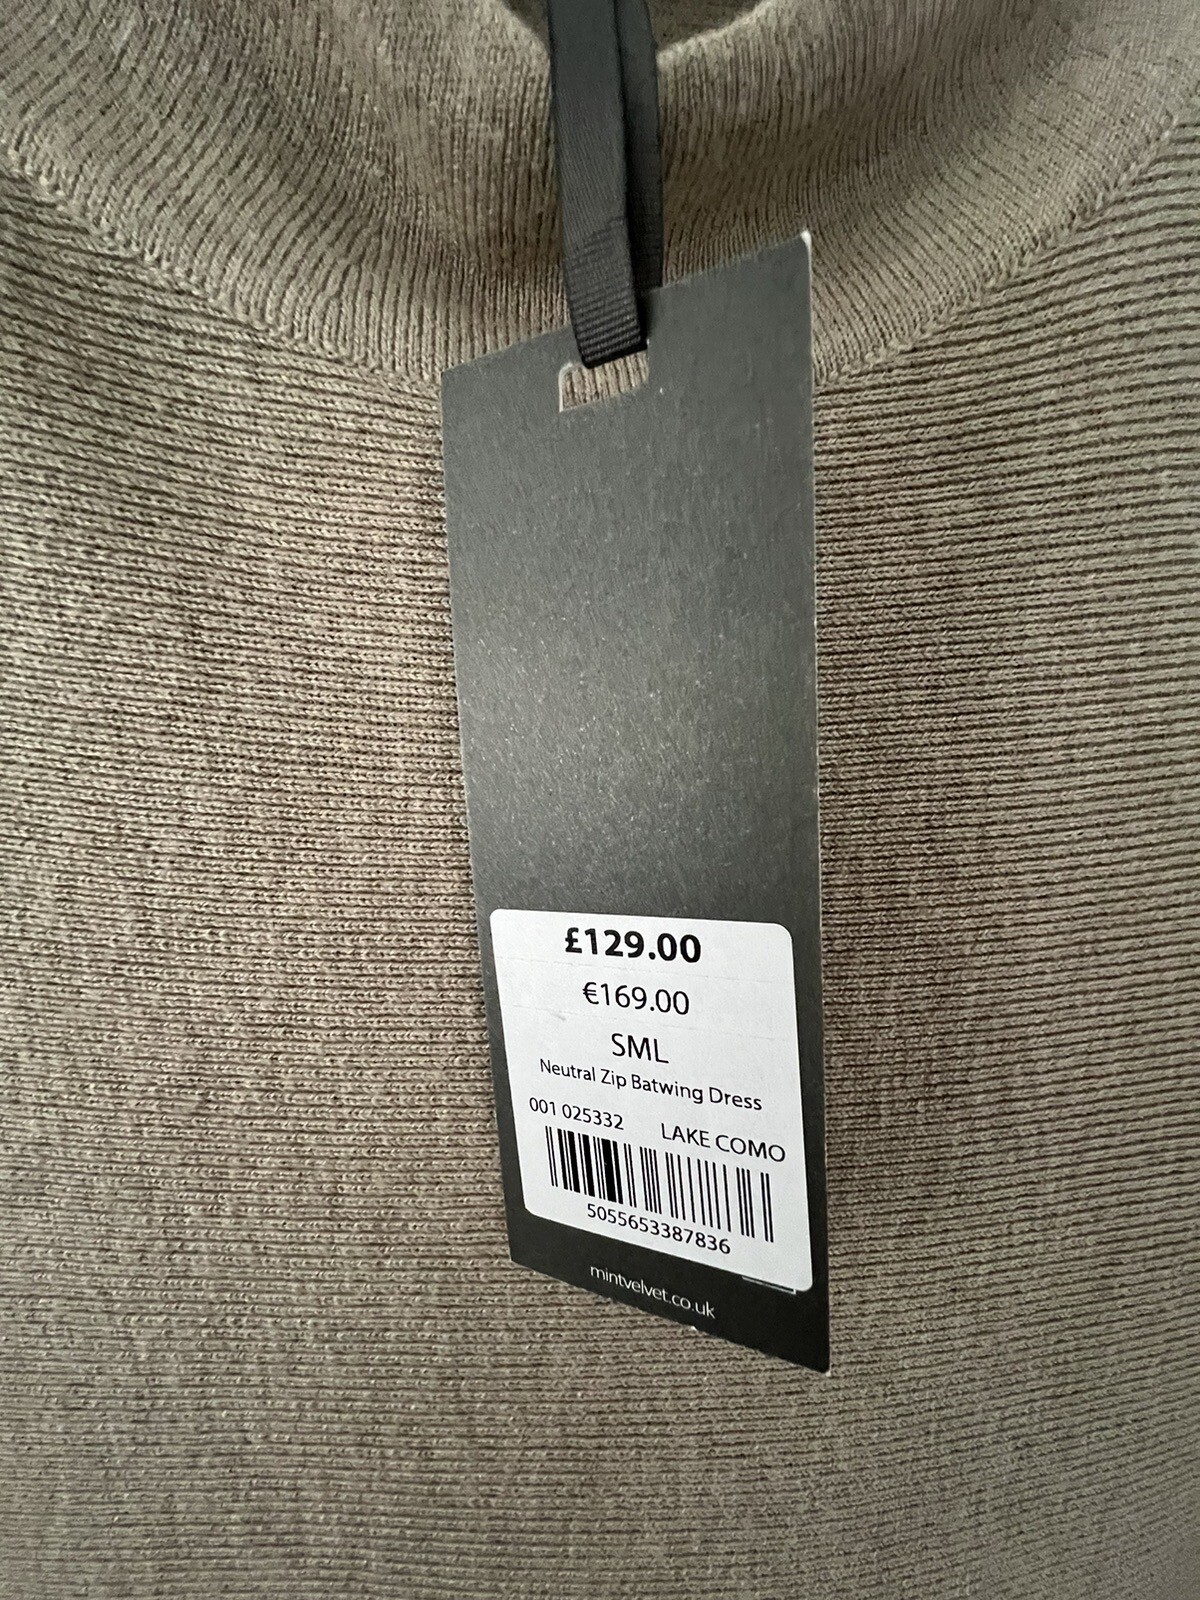 £129.00
€169.00
SML
Neutral Zip Batwing Dress
001 025332 LAKE COMO
5055653387836
mintvelvet.co.uk